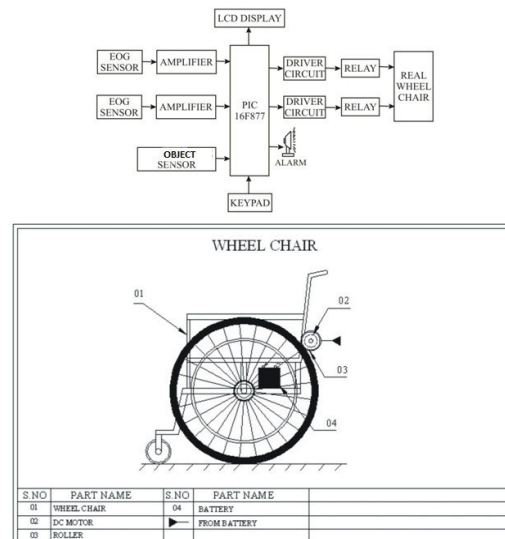 LCD DISPLAY
EOG
SENSOR
AMPLIFIER
PIC
16F877
DRIVER
CIRCUIT
RELAY
REAL
WHEEL
CHAIR
EOG
SENSOR
AMPLIFIER
DRIVER
CIRCUIT
RELAY
OBJECT
SENSOR
ALARM
KEYPAD
WHEEL CHAIR
01
02
03
04
S.NO PART NAME S.NO PART NAME
01 WHEEL CHAIR 04 BATTERY
02 DC MOTOR FROM BATTERY
03 ROLLER